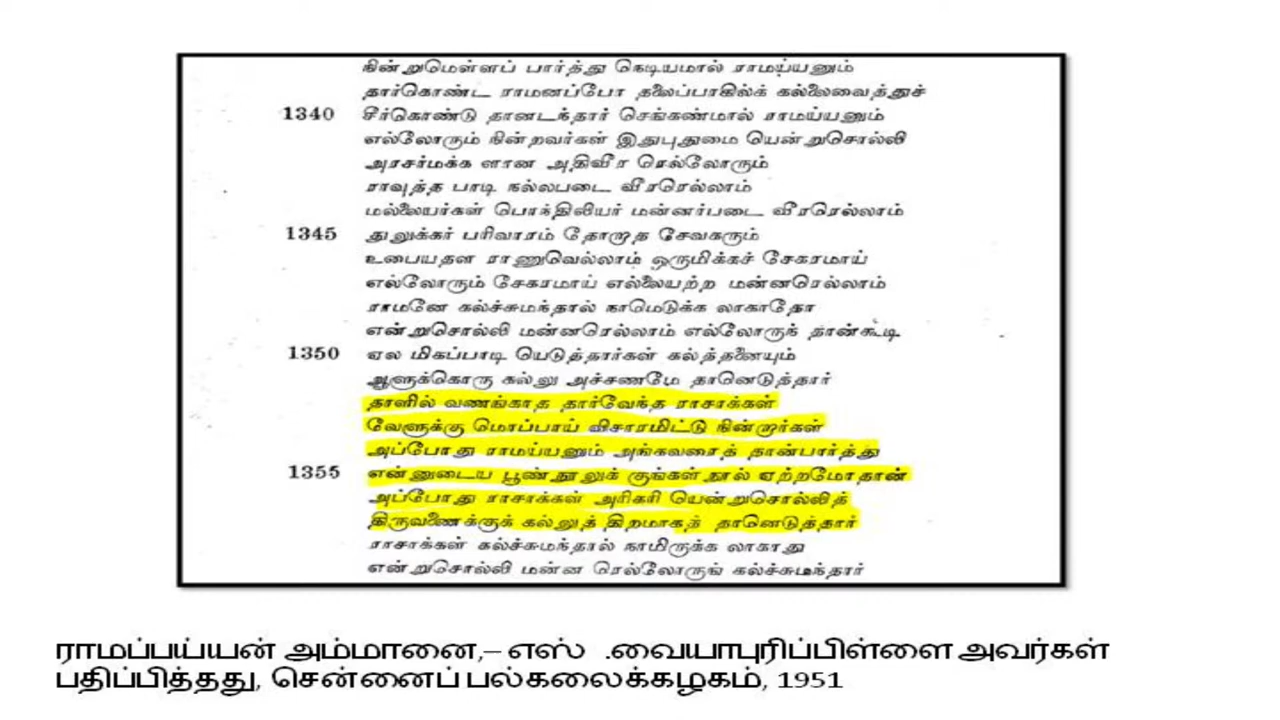 நின்றுமெள்ளப் பார்த்து நெடியமால் ராமய்யனும்
தார்கொண்ட ராமனப்போ தலைப்பாகில்க் கல்லைவைத்துச்
1340 சீர்கொண்டு தானடந்தார் செங்கண்மால் ராமய்யனும்
எல்லோரும் நின்றவர்கள் இதுபுதுமை யென்றுசொல்லி
அரசர்மக்க ளான அதிவீர ரெல்லோரும்
ராவுத்த பாடி நல்லபடை வீரரெல்லாம்
மல்லையர்கள் பொந்திலியர் மன்னர்படை வீரரெல்லாம்
1345 துலுக்கர் பரிவாரம் தோறாத சேவகரும்
உபையதள ராணுவெல்லாம் ஒருமிக்கச் சேகரமாய்
எல்லோரும் சேகரமாய் எல்லையற்ற மன்னரெல்லாம்
ராமனே கல்ச்சுமந்தால் நாமெடுக்க லாகாதோ
என்றுசொல்லி மன்னரெல்லாம் எல்லோருந் தான்கூடி
1350 ஏல மிகப்பாடி யெடுத்தார்கள் கல்த்தனையும்
ஆளுக்கொரு கல்லு அச்சணமே தானெடுத்தார்
தாளில் வணங்காத தார்வேந்த ராசாக்கள்
வேளுக்கு மொப்பாய் விசாரமிட்டு நின்றார்கள்
அப்போது ராமய்யனும் அங்கவரைத் தான்பார்த்து
1355 என்னுடைய பூண்நூலுக் குங்கள்நூல் ஏற்றமோதான்
அப்போது ராசாக்கள் அரிகரி யென்றுசொல்லித்
திருவணைக்குக் கல்லுத் திறமாகத் தானெடுத்தார்
ராசாக்கள் கல்ச்சுமந்தால் நாமிருக்க லாகாது
என்றுசொல்லி மன்ன ரெல்லோருங் கல்ச்சுமந்தார்
ராமப்பய்யன் அம்மானை,– எஸ் .வையாபுரிப்பிள்ளை அவர்கள்
பதிப்பித்தது, சென்னைப் பல்கலைக்கழகம், 1951